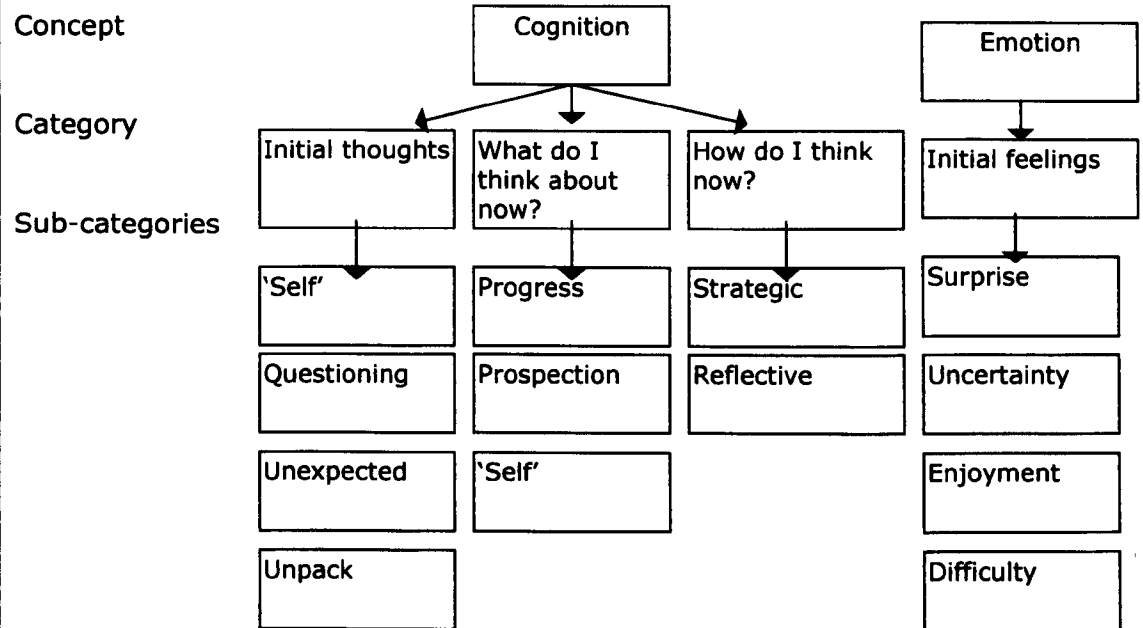 Concept
Cognition
Emotion
Category
Initial thoughts
What do I
think about
now?
How do I think
now?
Initial feelings
Sub-categories
‘Self’
Progress
Strategic
Surprise
Questioning
Prospection
Reflective
Uncertainty
Unexpected
‘Self’
Enjoyment
Unpack
Difficulty